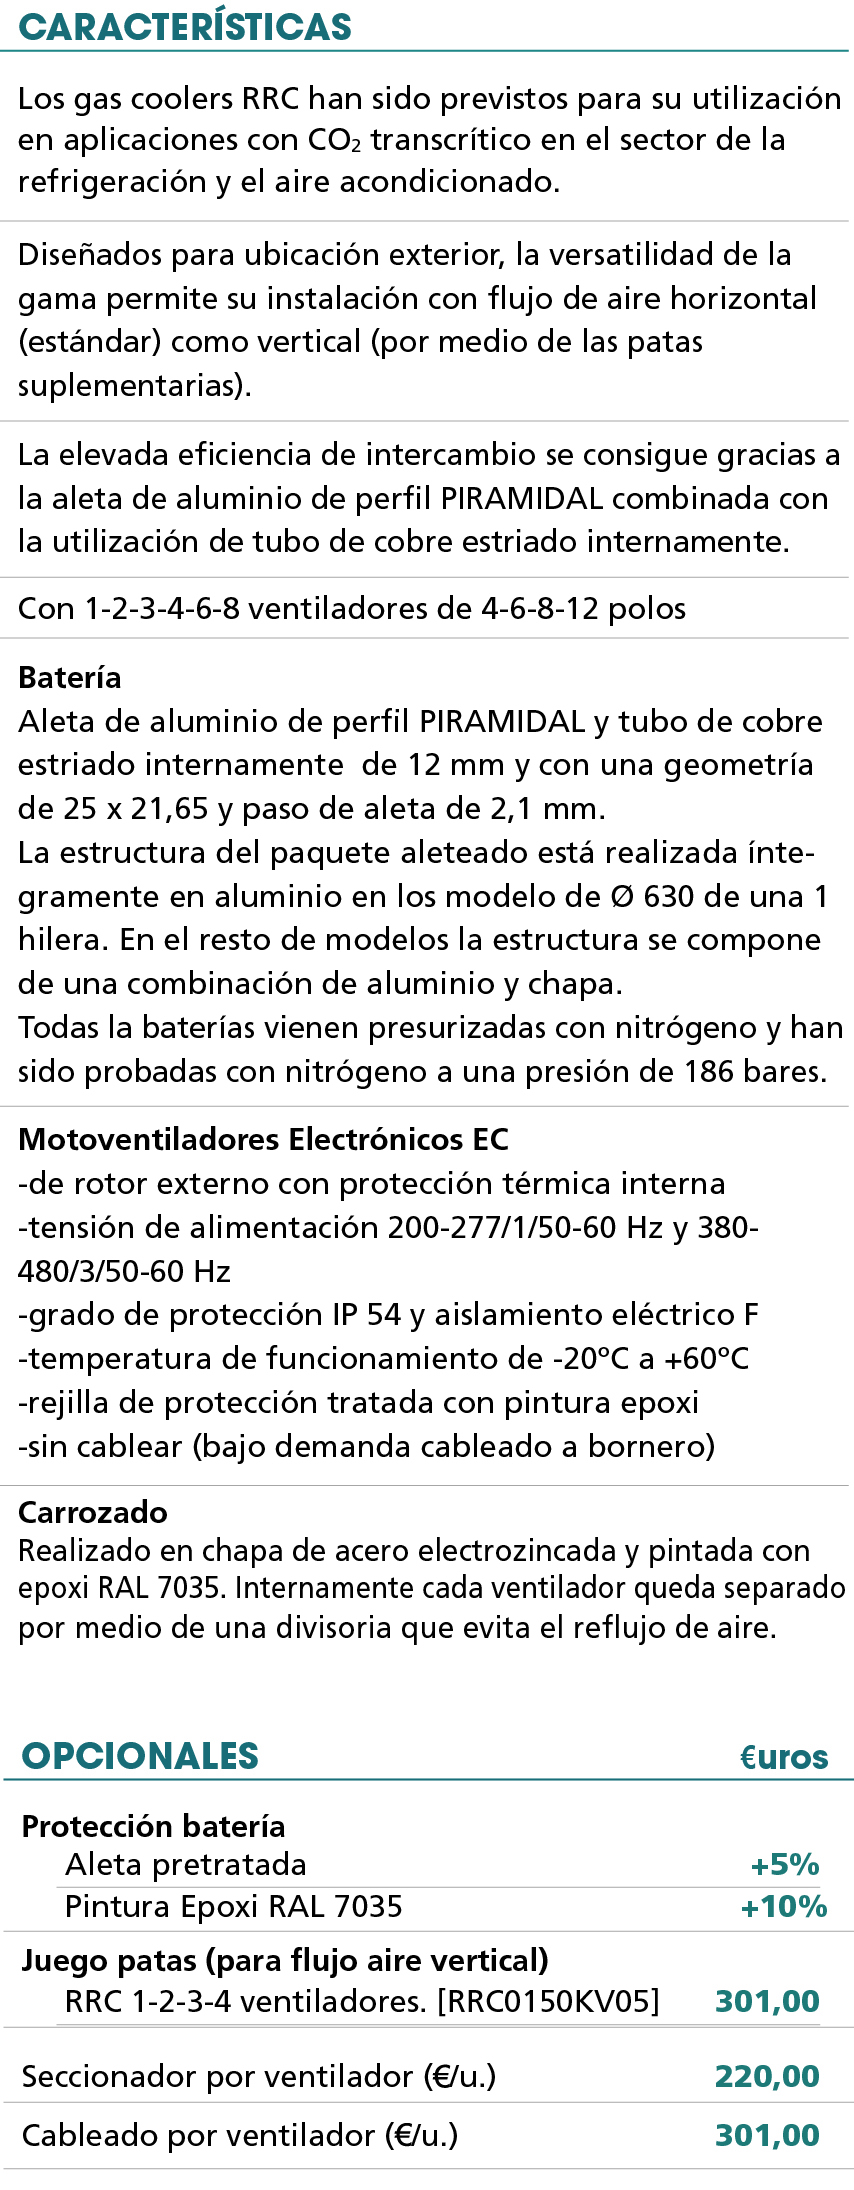 CARACTERÍSTICAS
Los gas coolers RRC han sido previstos para su utilización
en aplicaciones con CO₂ transcrítico en el sector de la
refrigeración y el aire acondicionado.
Diseñados para ubicación exterior, la versatilidad de la
gama permite su instalación con flujo de aire horizontal
(estándar) como vertical (por medio de las patas
suplementarias).
La elevada eficiencia de intercambio se consigue gracias a
la aleta de aluminio de perfil PIRAMIDAL combinada con
la utilización de tubo de cobre estriado internamente.
Con 1-2-3-4-6-8 ventiladores de 4-6-8-12 polos
Batería
Aleta de aluminio de perfil PIRAMIDAL y tubo de cobre
estriado internamente  de 12 mm y con una geometría
de 25 x 21,65 y paso de aleta de 2,1 mm.
La estructura del paquete aleteado está realizada ínte-
gramente en aluminio en los modelo de Ø 630 de una 1
hilera. En el resto de modelos la estructura se compone
de una combinación de aluminio y chapa.
Todas la baterías vienen presurizadas con nitrógeno y han
sido probadas con nitrógeno a una presión de 186 bares.
Motoventiladores Electrónicos EC
-de rotor externo con protección térmica interna
-tensión de alimentación 200-277/1/50-60 Hz y 380-
480/3/50-60 Hz
-grado de protección IP 54 y aislamiento eléctrico F
-temperatura de funcionamiento de -20ºC a +60ºC
-rejilla de protección tratada con pintura epoxi
-sin cablear (bajo demanda cableado a bornero)
Carrozado
Realizado en chapa de acero electrozincada y pintada con
epoxi RAL 7035. Internamente cada ventilador queda separado
por medio de una divisoria que evita el reflujo de aire.
OPCIONALES €uros
Protección batería
Aleta pretratada +5%
Pintura Epoxi RAL 7035 +10%
Juego patas (para flujo aire vertical)
RRC 1-2-3-4 ventiladores. [RRC0150KV05] 301,00
Seccionador por ventilador (€/u.) 220,00
Cableado por ventilador (€/u.) 301,00